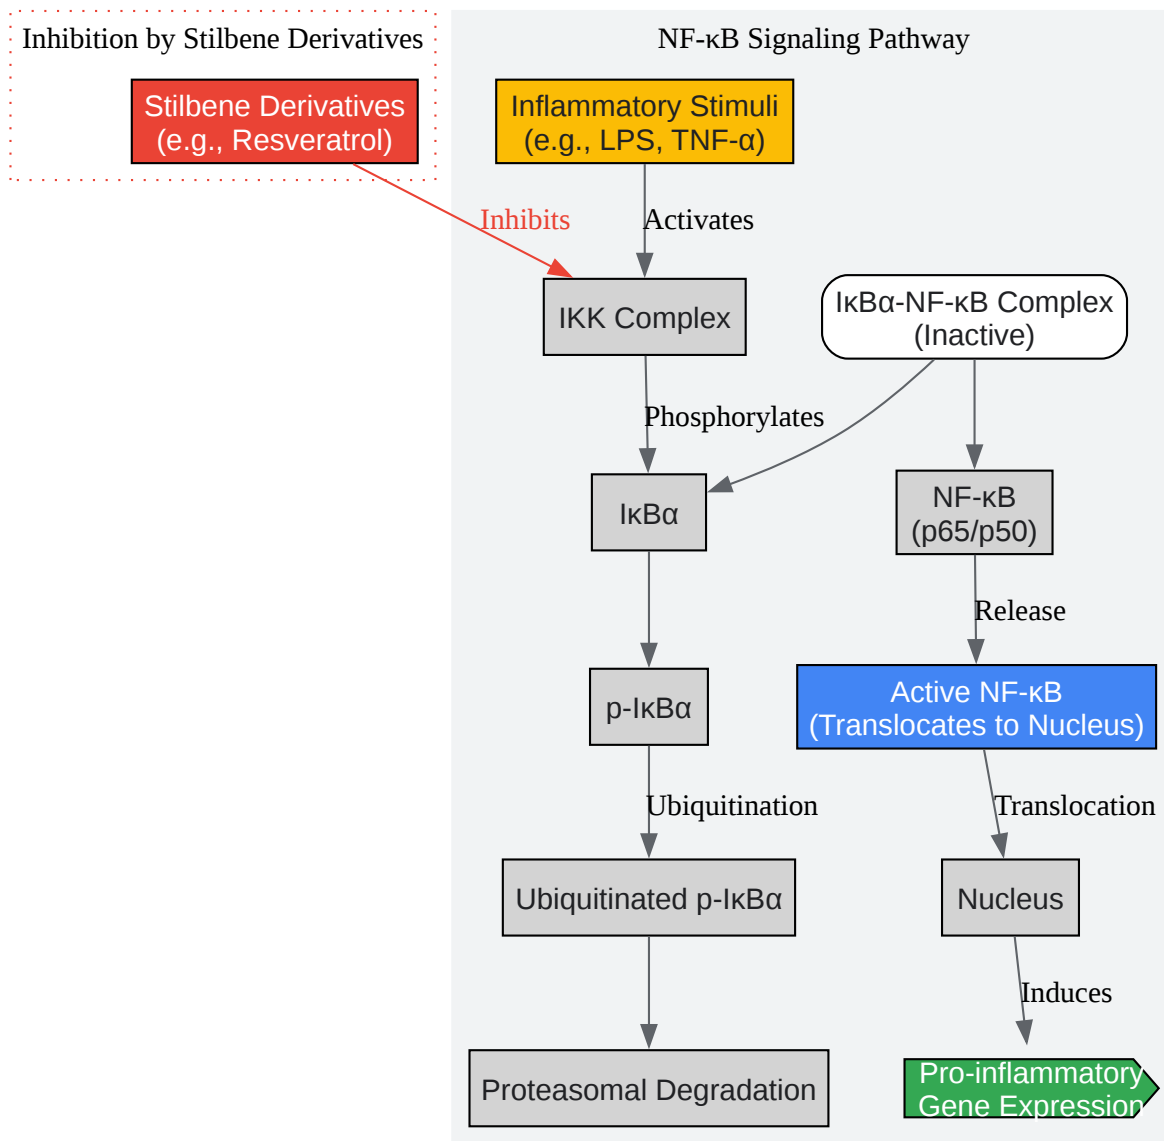 Inhibition by Stilbene Derivatives
NF-κB Signaling Pathway
Stilbene Derivatives
(e.g., Resveratrol)
Inflammatory Stimuli
(e.g., LPS, TNF-α)
Inhibits
Activates
IKK Complex
IκBα-NF-κB Complex
(Inactive)
Phosphorylates
IκBα
NF-κB
(p65/p50)
Release
p-IκBα
Active NF-κB
(Translocates to Nucleus)
Ubiquitination
Translocation
Ubiquitinated p-IκBα
Nucleus
Induces
Proteasomal Degradation
Pro-inflammatory
Gene Expression